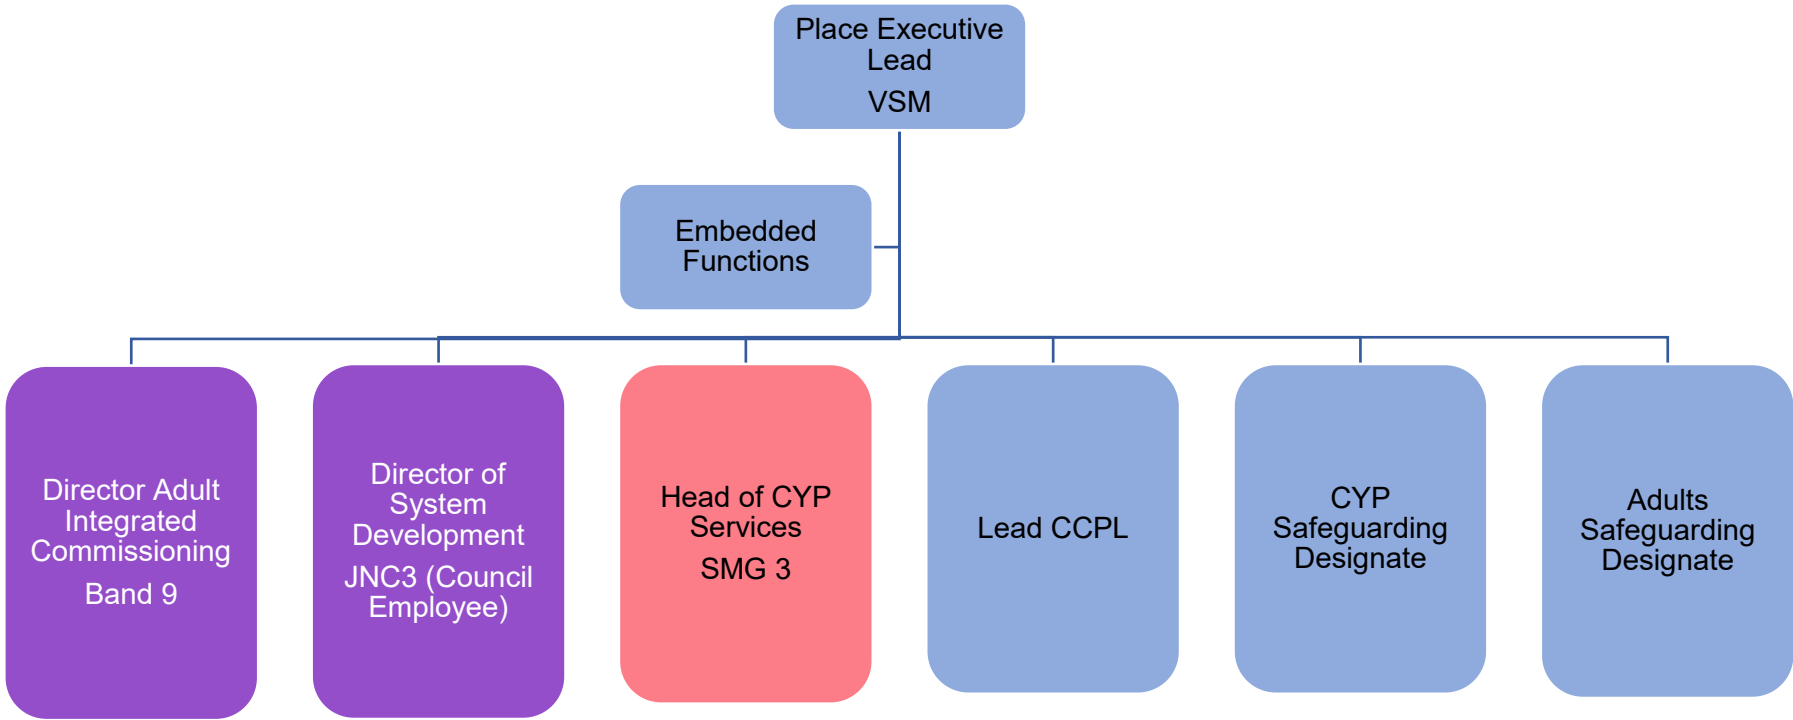 Place Executive
Lead
VSM
Embedded
Functions
Director Adult
Integrated
Commissioning
Band 9
Director of
System
Development
JNC3 (Council
Employee)
Head of CYP
Services
SMG 3
Lead CCPL
CYP
Safeguarding
Designate
Adults
Safeguarding
Designate